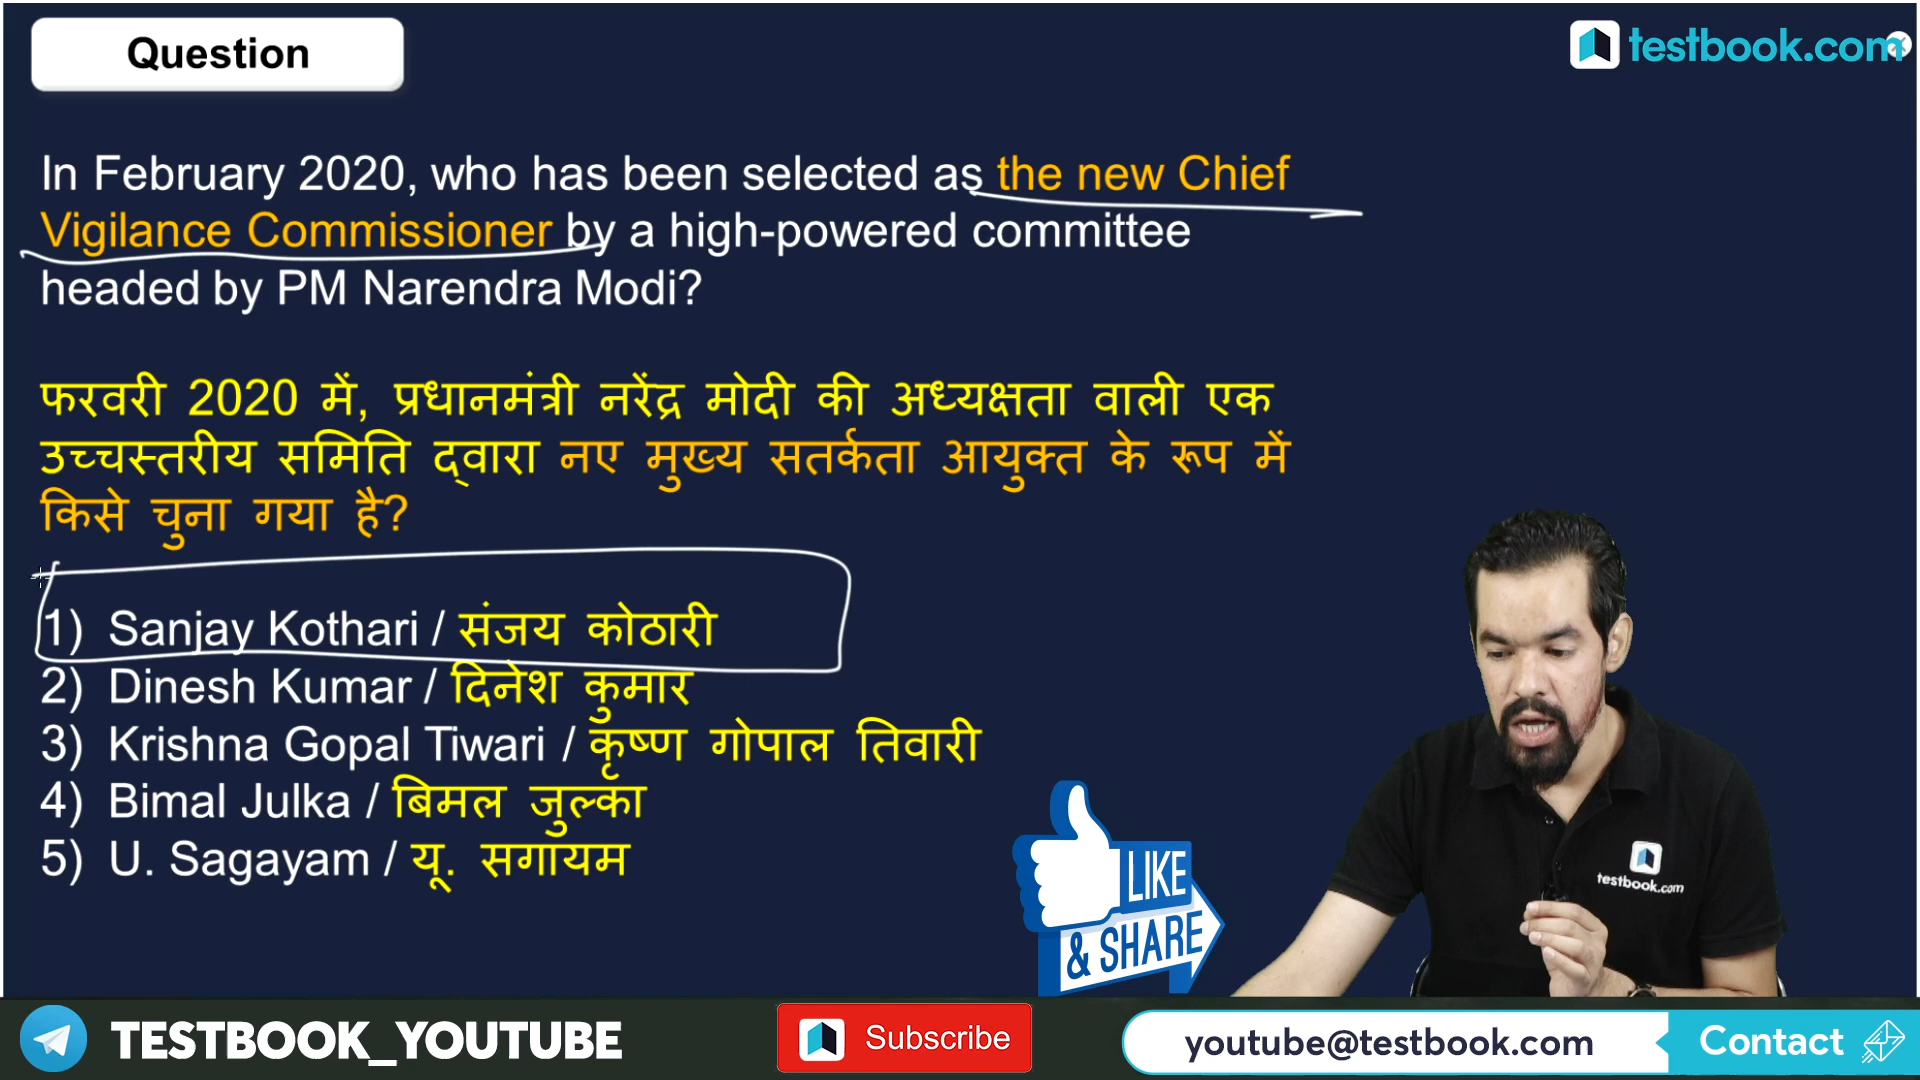 Question
testbook.com
In February 2020, who has been selected as the new Chief
Vigilance Commissioner by a high-powered committee
headed by PM Narendra Modi?
फरवरी 2020 में, प्रधानमंत्री नरेंद्र मोदी की अध्यक्षता वाली एक
उच्चस्तरीय समिति द्वारा नए मुख्य सतर्कता आयुक्त के रूप में
किसे चुना गया है?
1) Sanjay Kothari / संजय कोठारी
2) Dinesh Kumar / दिनेश कुमार
3) Krishna Gopal Tiwari / कृष्ण गोपाल तिवारी
4) Bimal Julka / बिमल जुल्का
5) U. Sagayam / यू. सगायम
LIKE
& SHARE
testbook.com
TESTBOOK_YOUTUBE
Subscribe
youtube@testbook.com
Contact